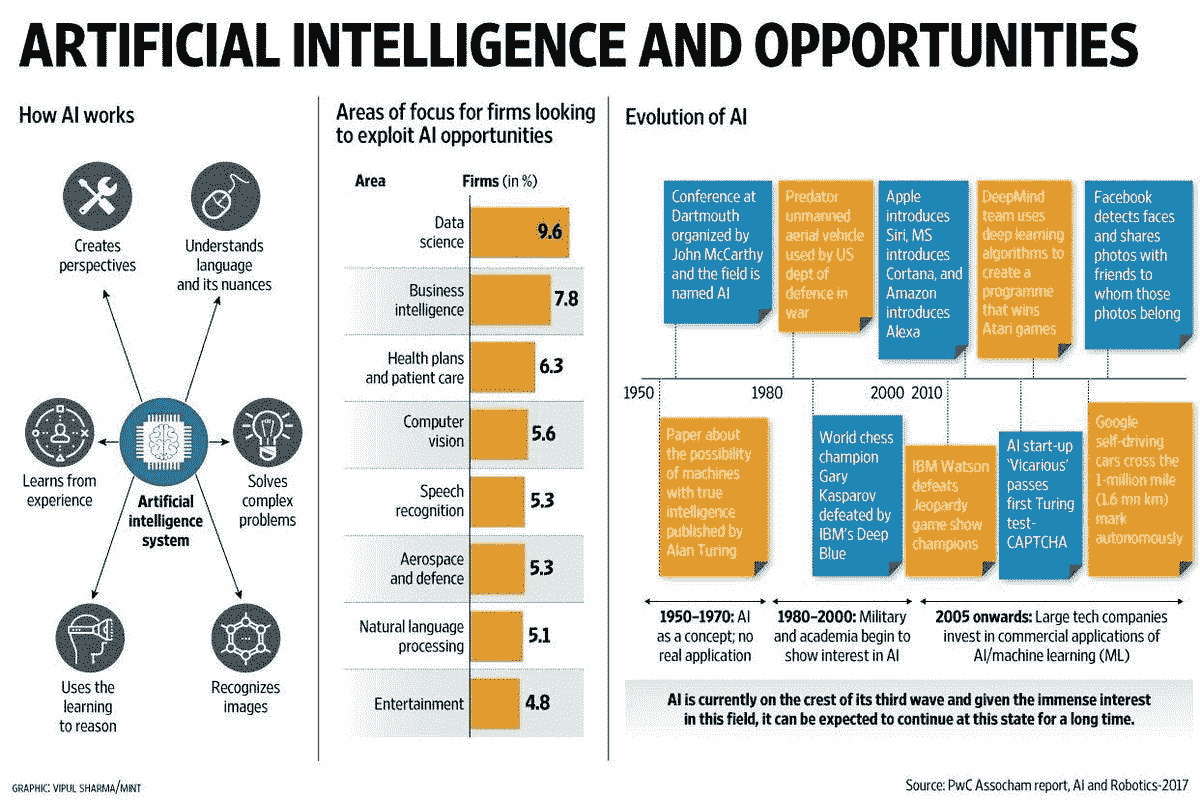 ARTIFICIAL INTELLIGENCE AND OPPORTUNITIES
How AI works
Creates
perspectives
Understands
language
and its nuances
Learns from
experience
Artificial
intelligence
system
Solves
complex
problems
Uses the
learning
to reason
Recognizes
images
Areas of focus for firms looking
to exploit AI opportunities
Area
Firms (in %)
Data
science
9.6
Business
intelligence
7.8
Health plans
and patient care
6.3
Computer
vision
5.6
Speech
recognition
5.3
Aerospace
and defence
5.3
Natural language
processing
5.1
Entertainment
4.8
Evolution of AI
Conference at
Dartmouth
organized by
John McCarthy
and the field is
named AI
Predator
unmanned
aerial vehicle
used by US
dept of
defence in
war
Apple
introduces
Siri, MS
introduces
Cortana, and
Amazon
introduces
Alexa
DeepMind
team uses
deep learning
algorithms to
create a
programme
that wins
Atari games
Facebook
detects faces
and shares
photos with
friends to
whom those
photos belong
1950
1980
2000
2010
Paper about
the possibility
of machines
with true
intelligence
published by
Alan Turing
World chess
champion
Gary
Kasparov
defeated by
IBM's Deep
Blue
IBM Watson
defeats
Jeopardy
game show
champions
AI start-up
'Vicarious'
passes
first Turing
test-
CAPTCHA
Google
self-driving
cars cross the
1-million mile
(1.6 mn km)
mark
autonomously
1950–1970: AI
as a concept; no
real application
1980–2000: Military
and academia begin to
show interest in AI
2005 onwards: Large tech companies
invest in commercial applications of
AI/machine learning (ML)
AI is currently on the crest of its third wave and given the immense interest
in this field, it can be expected to continue at this state for a long time.
GRAPHIC: VIPUL SHARMA/MINT
Source: PwC Assocham report, AI and Robotics-2017